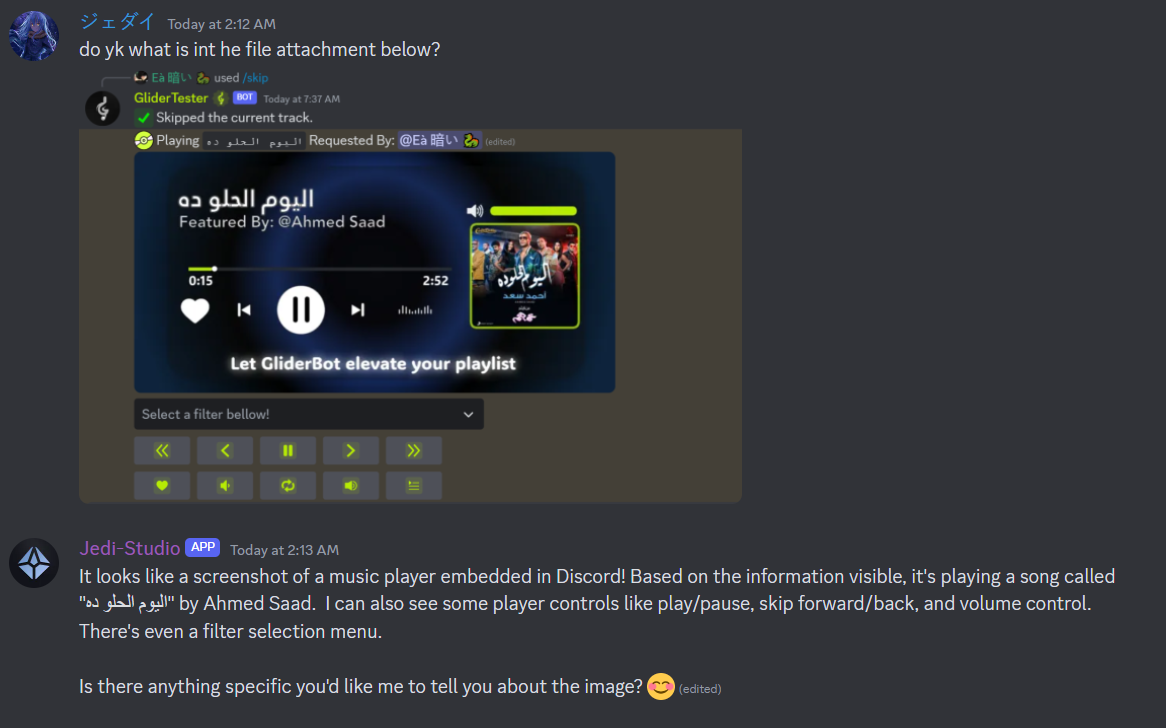 ジェダイ Today at 2:12 AM
do yk what is int he file attachment below?
Eà 暗い 🐍 used /skip
GliderTester BOT Today at 7:37 AM
✓ Skipped the current track.
Playing اليوم الحلو ده Requested By: @Eà 暗い 🐍 (edited)
اليوم الحلو ده
Featured By: @Ahmed Saad
0:15 2:52
اليوم الحلو ده
احمد سعد
Let GliderBot elevate your playlist
Select a filter bellow!
Jedi-Studio APP Today at 2:13 AM
It looks like a screenshot of a music player embedded in Discord! Based on the information visible, it's playing a song called
"اليوم الحلو ده" by Ahmed Saad. I can also see some player controls like play/pause, skip forward/back, and volume control.
There's even a filter selection menu.
Is there anything specific you'd like me to tell you about the image? 😊 (edited)